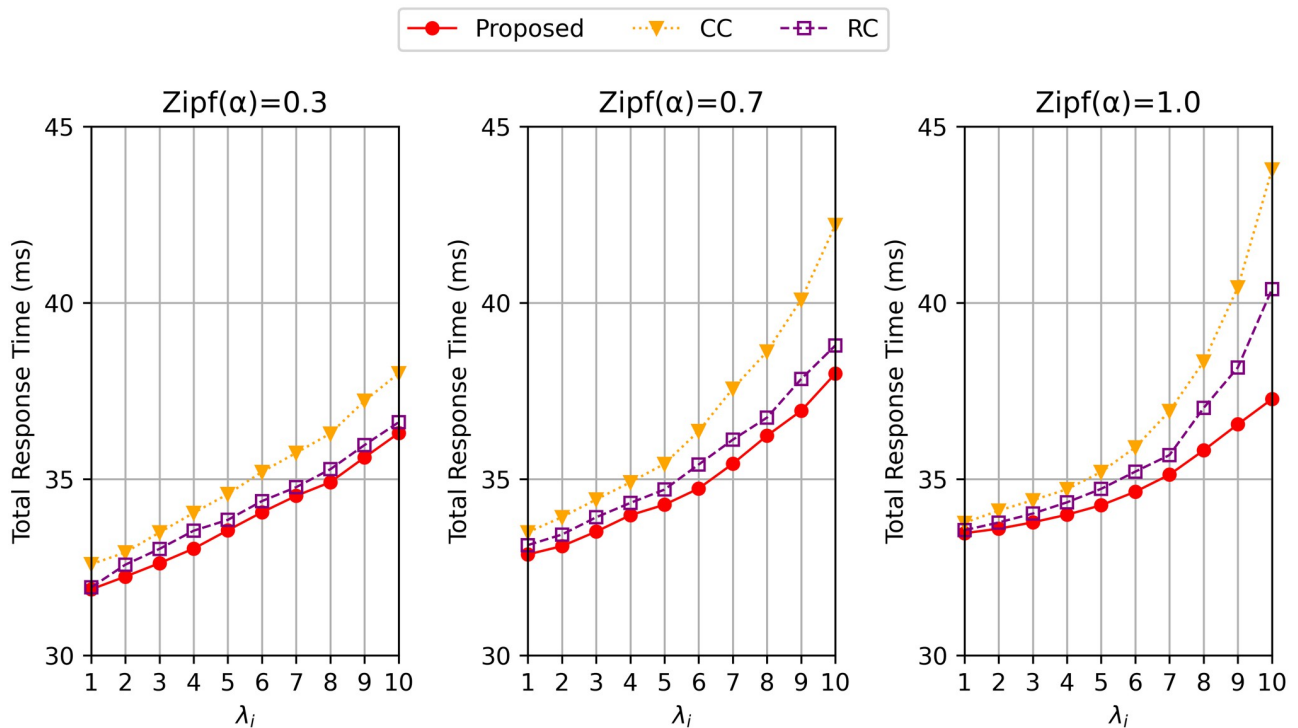 Proposed CC RC
Zipf(α)=0.3
Total Response Time (ms)
45
40
35
30
1 2 3 4 5 6 7 8 9 10
λi
Zipf(α)=0.7
Total Response Time (ms)
45
40
35
30
1 2 3 4 5 6 7 8 9 10
λi
Zipf(α)=1.0
Total Response Time (ms)
45
40
35
30
1 2 3 4 5 6 7 8 9 10
λi